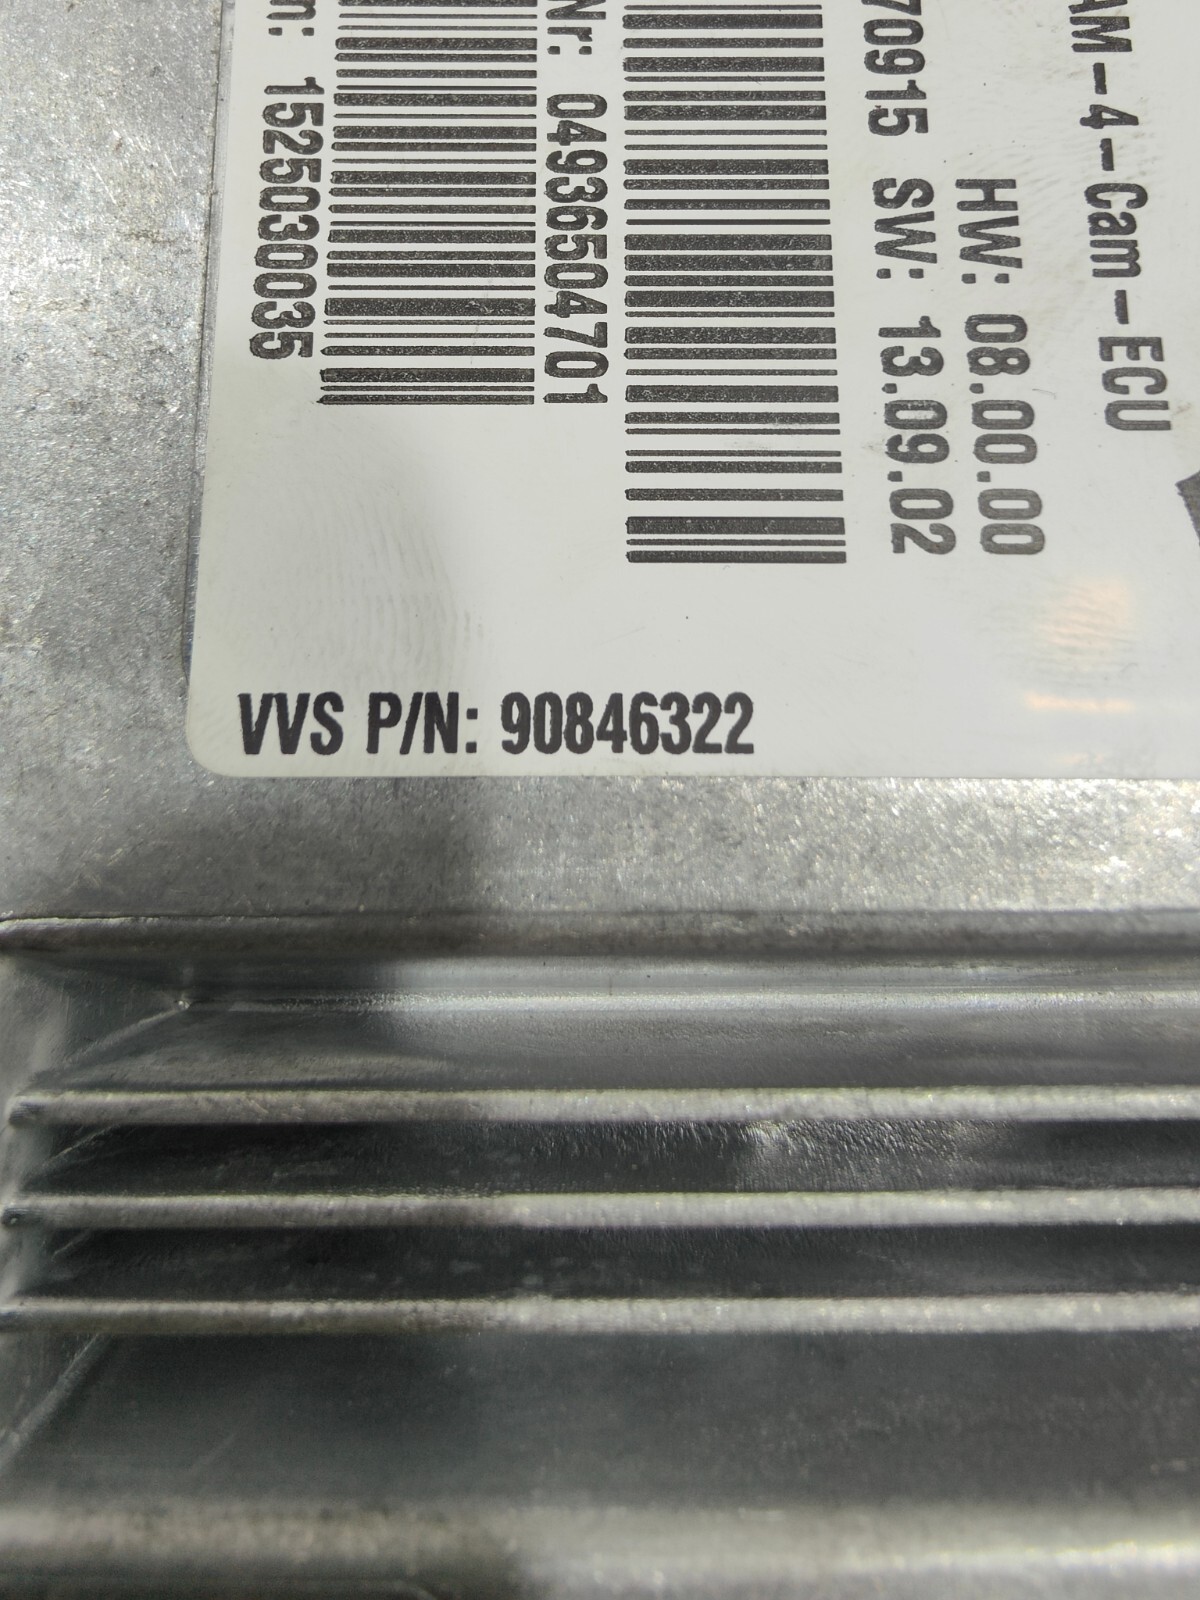 AM-4-Cam-ECU
HW: 08.00.00
70915 SW: 13.09.02
Nr: 04936504701
n: 1525030035
VVS P/N: 90846322